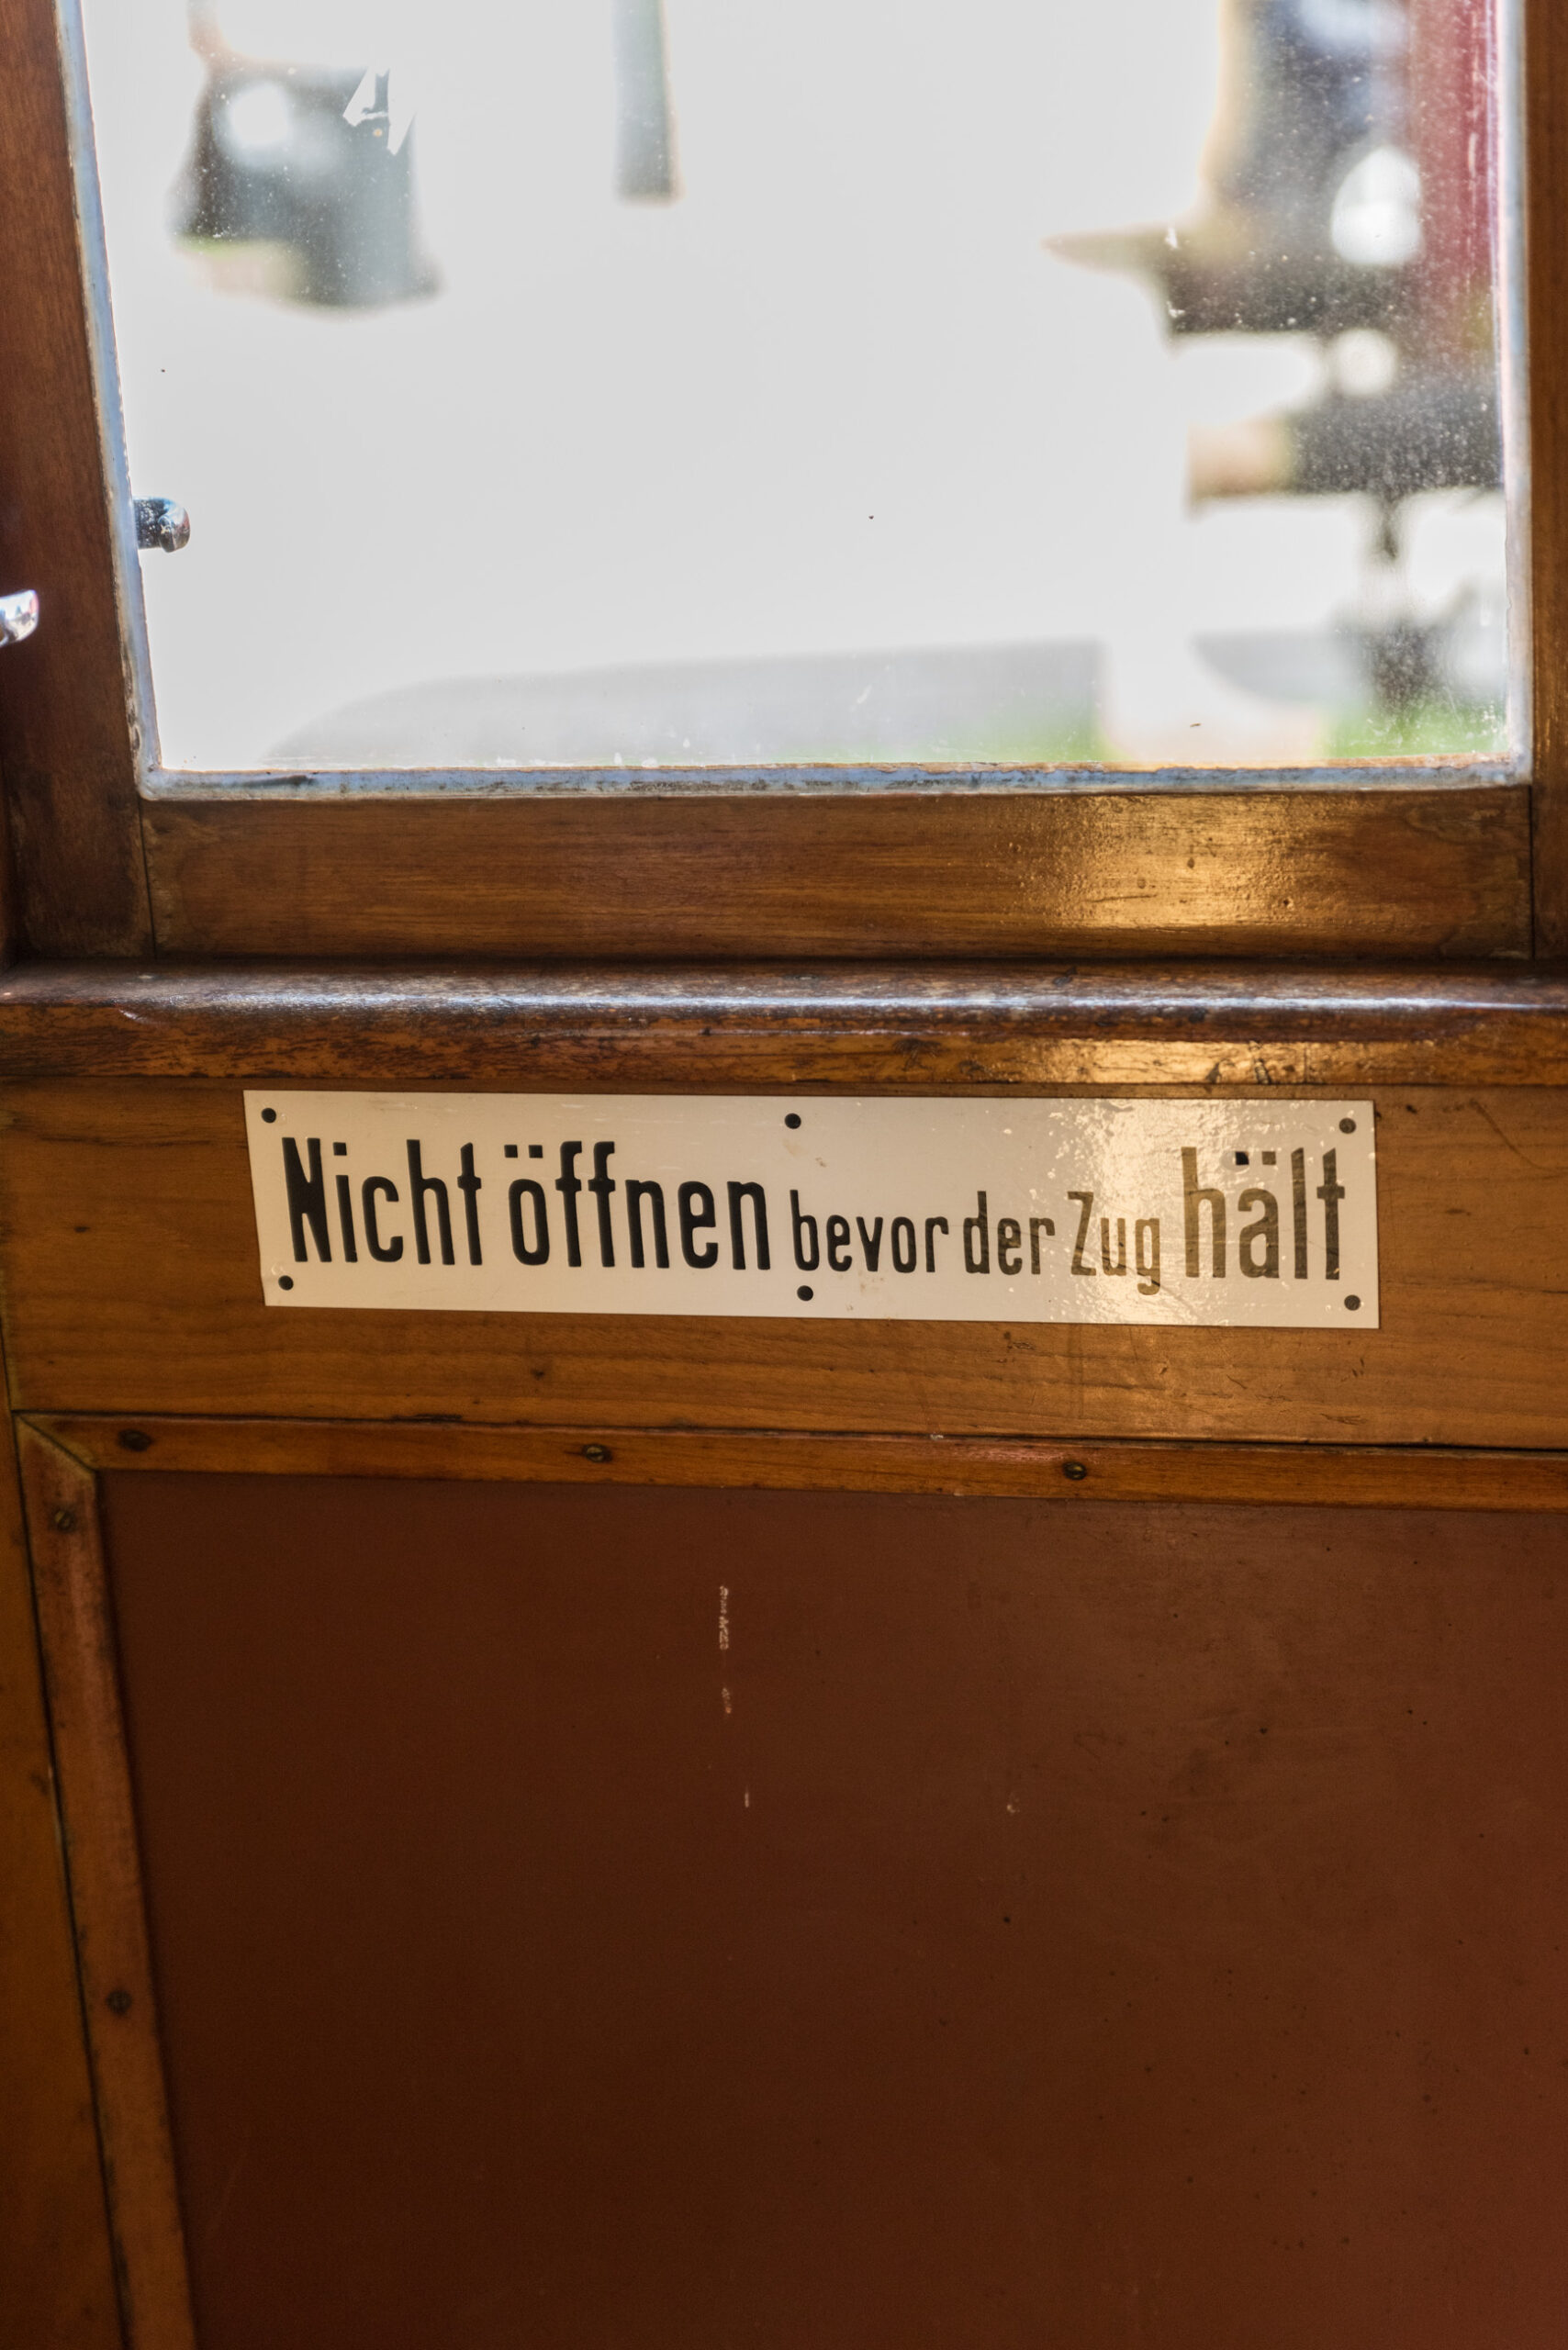 Nicht öffnen bevor der Zug hält